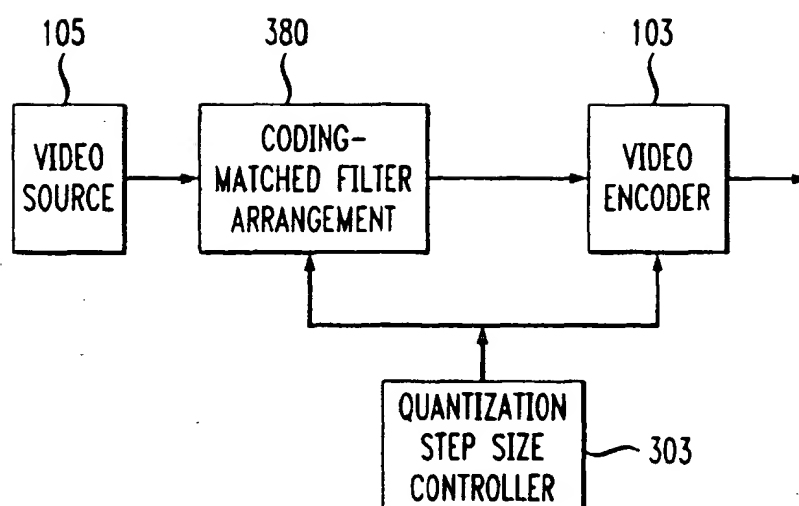 105
380
103
VIDEO
SOURCE
CODING-
MATCHED FILTER
ARRANGEMENT
VIDEO
ENCODER
QUANTIZATION
STEP SIZE
CONTROLLER
303